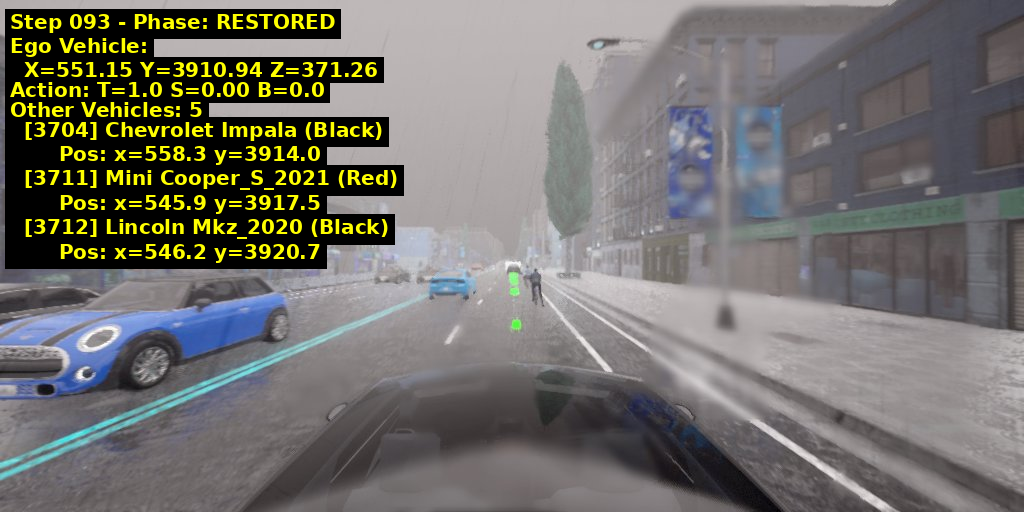 Step 093 - Phase: RESTORED
Ego Vehicle:
X=551.15 Y=3910.94 Z=371.26
Action: T=1.0 S=0.00 B=0.0
Other Vehicles: 5
[3704] Chevrolet Impala (Black)
Pos: x=558.3 y=3914.0
[3711] Mini Cooper_S_2021 (Red)
Pos: x=545.9 y=3917.5
[3712] Lincoln Mkz_2020 (Black)
Pos: x=546.2 y=3920.7
CLOTHING